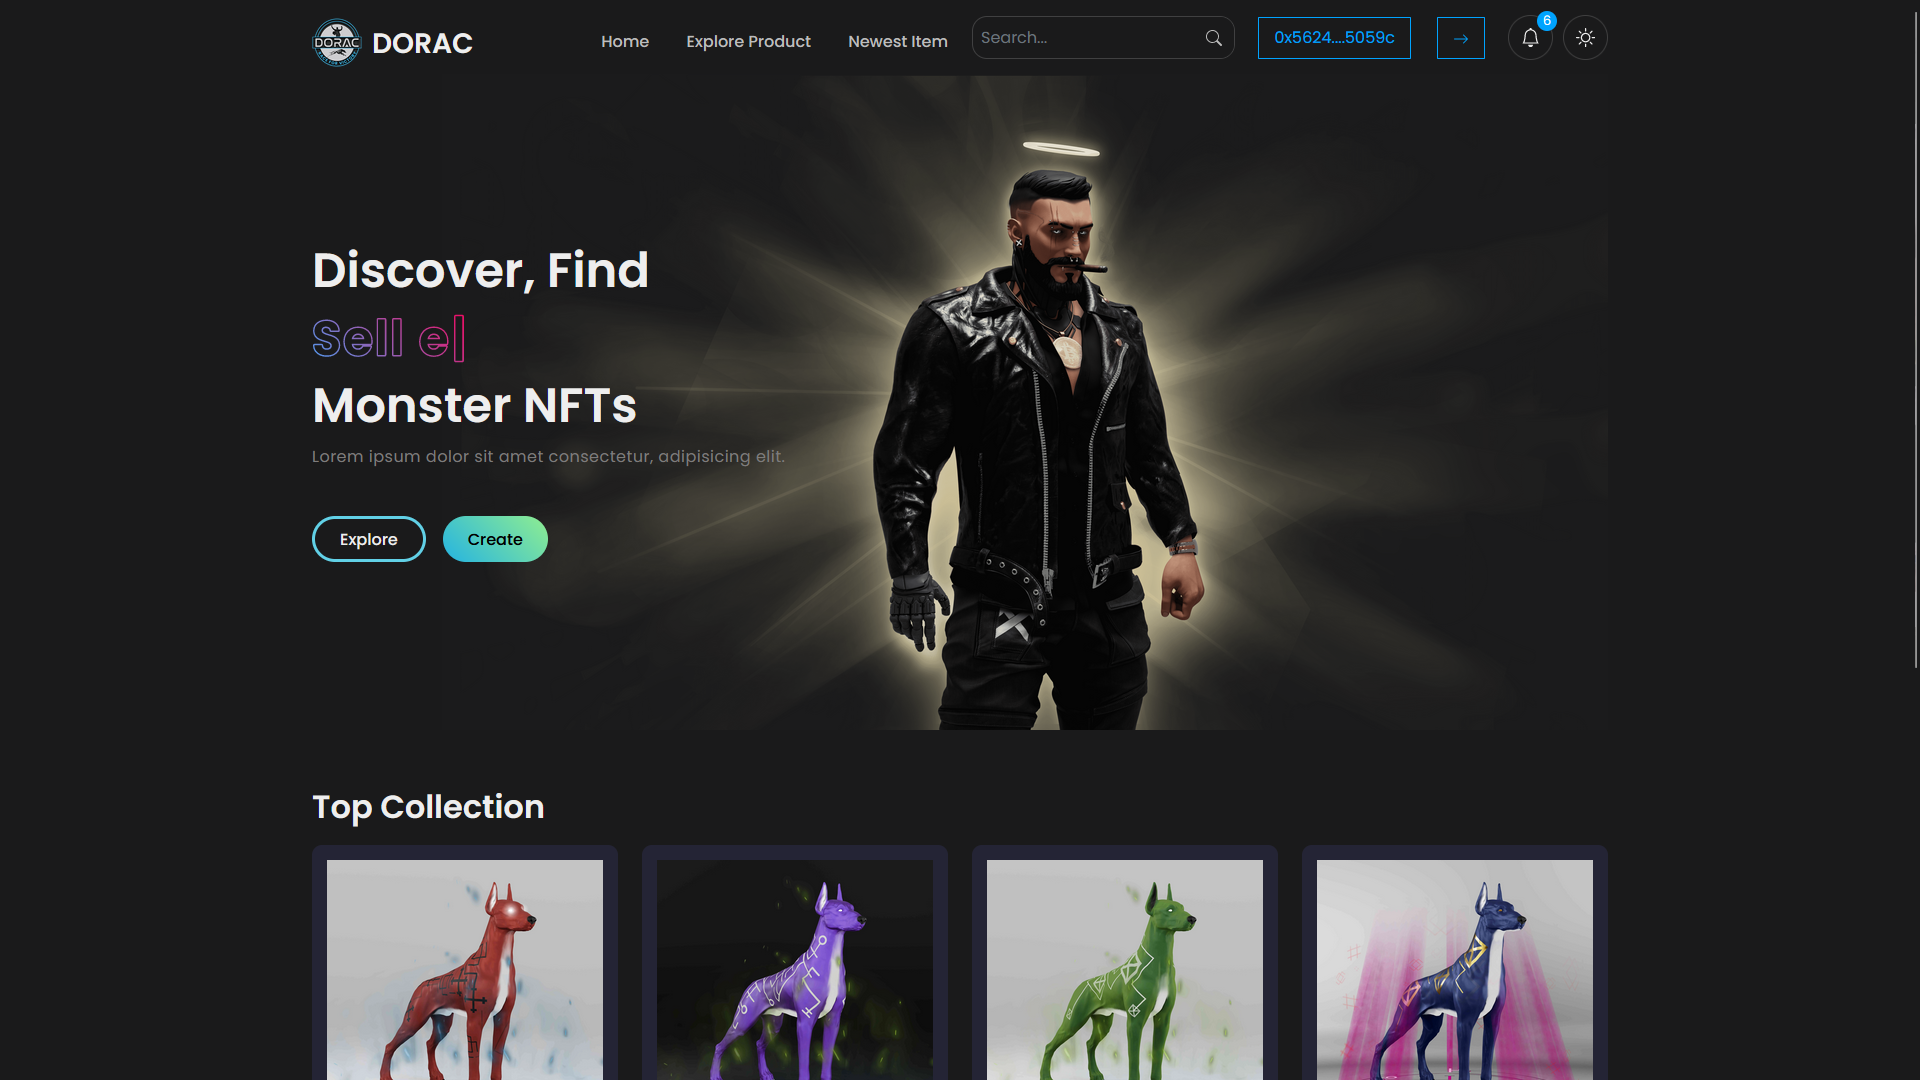 DORAC DORAC
Home
Explore Product
Newest Item
Search...
0x5624....5059c
→
6
Discover, Find
Sell el
Monster NFTs
Lorem ipsum dolor sit amet consectetur, adipisicing elit.
Explore
Create
Top Collection